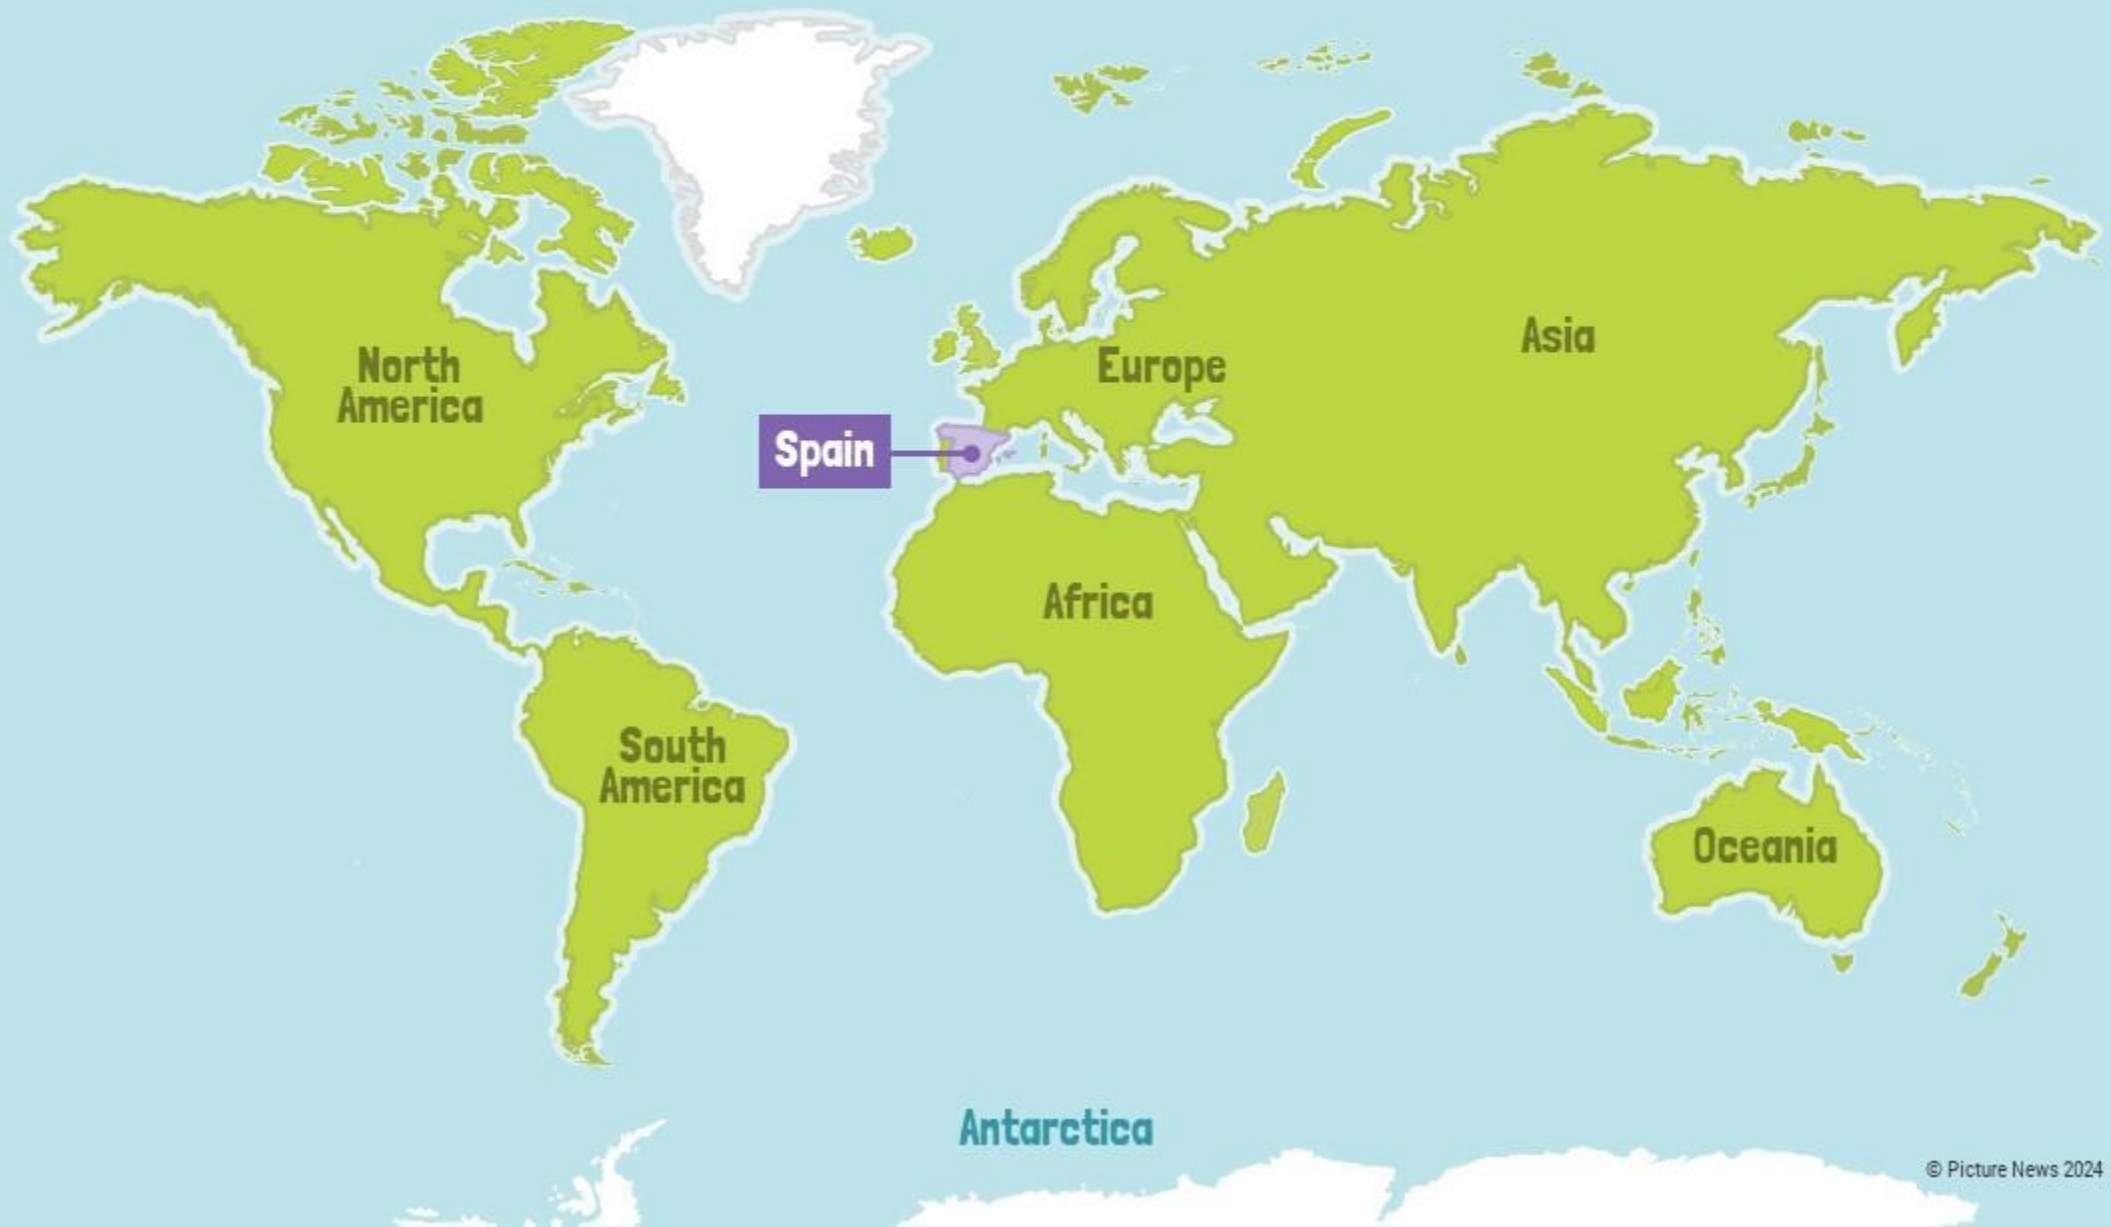 North
America
Europe
Asia
Spain
Africa
South
America
Oceania
Antarctica
© Picture News 2024